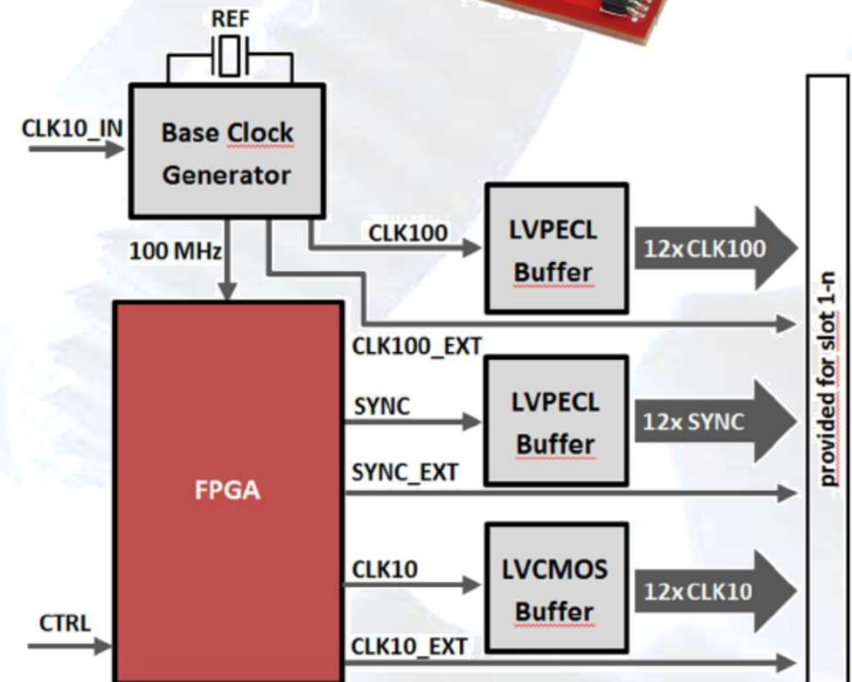 REF
CLK10_IN
Base Clock
Generator
100 MHz
CLK100
LVPECL
Buffer
12x CLK100
CLK100_EXT
SYNC
LVPECL
Buffer
12x SYNC
SYNC_EXT
FPGA
CLK10
LVCMOS
Buffer
12x CLK10
CTRL
CLK10_EXT
provided for slot 1-n